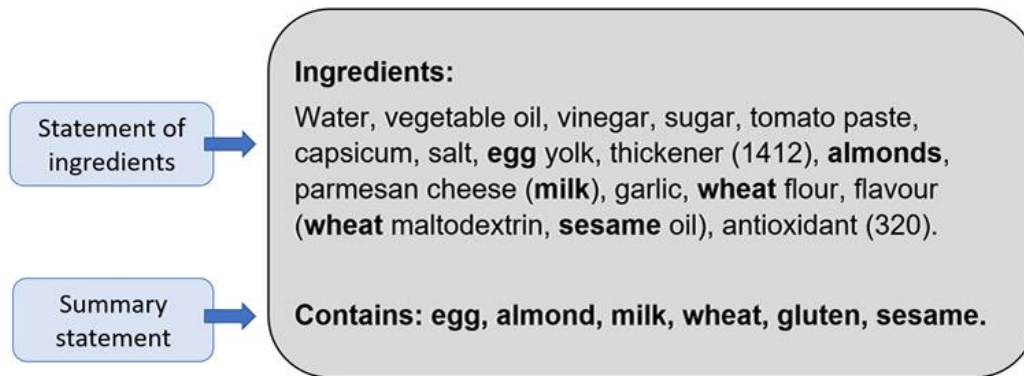 Statement of
ingredients
Ingredients:
Water, vegetable oil, vinegar, sugar, tomato paste,
capsicum, salt, egg yolk, thickener (1412), almonds,
parmesan cheese (milk), garlic, wheat flour, flavour
(wheat maltodextrin, sesame oil), antioxidant (320).
Summary
statement
Contains: egg, almond, milk, wheat, gluten, sesame.